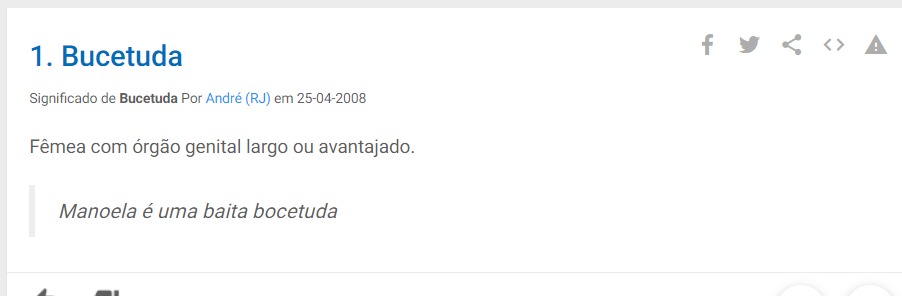 1. Bucetuda
Significado de Bucetuda Por André (RJ) em 25-04-2008
Fêmea com órgão genital largo ou avantajado.
Manoela é uma baita bocetuda